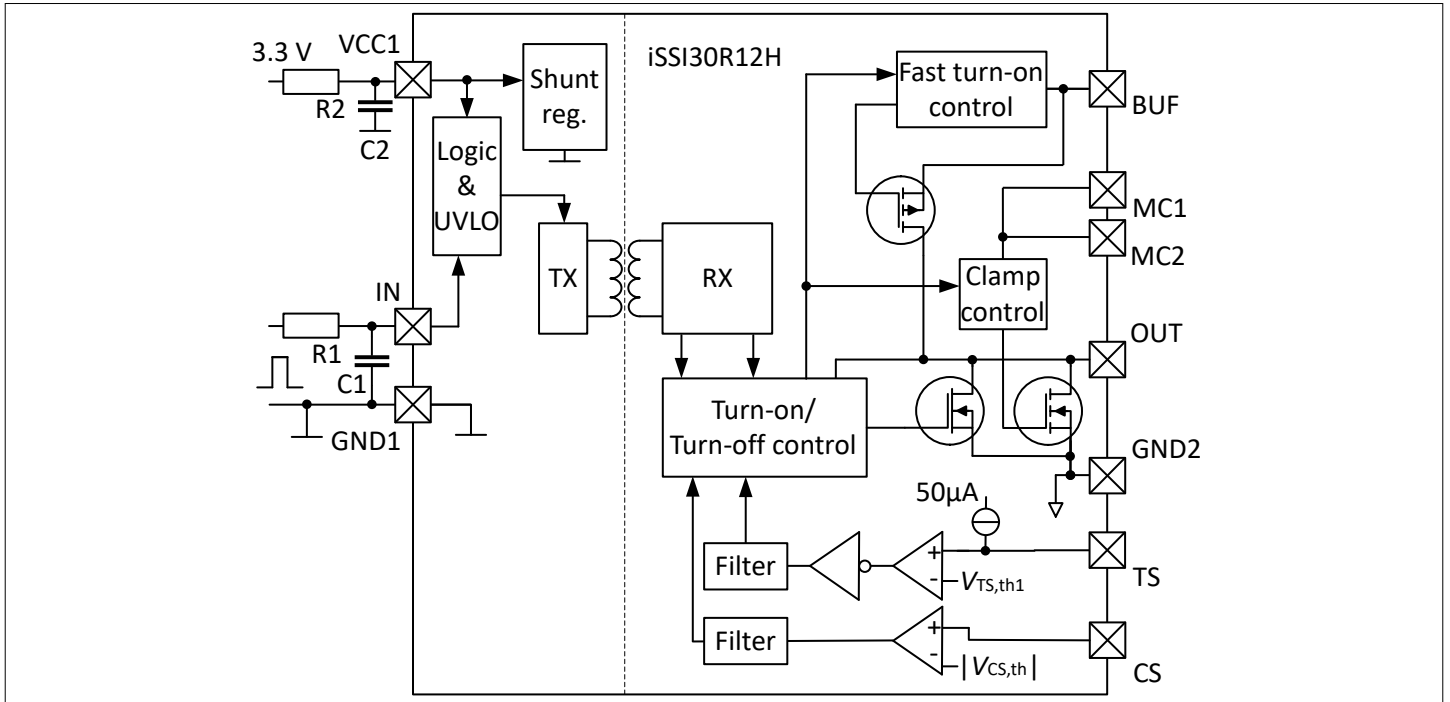 3.3 V
VCC1
R2
C2
Shunt
reg.
Logic
&
UVLO
TX
IN
R1
C1
GND1
iSSI30R12H
RX
Fast turn-on
control
BUF
MC1
MC2
Clamp
control
OUT
Turn-on/
Turn-off control
GND2
50µA
Filter
+
-
VTS,th1
TS
Filter
+
-
|VCS,th|
CS